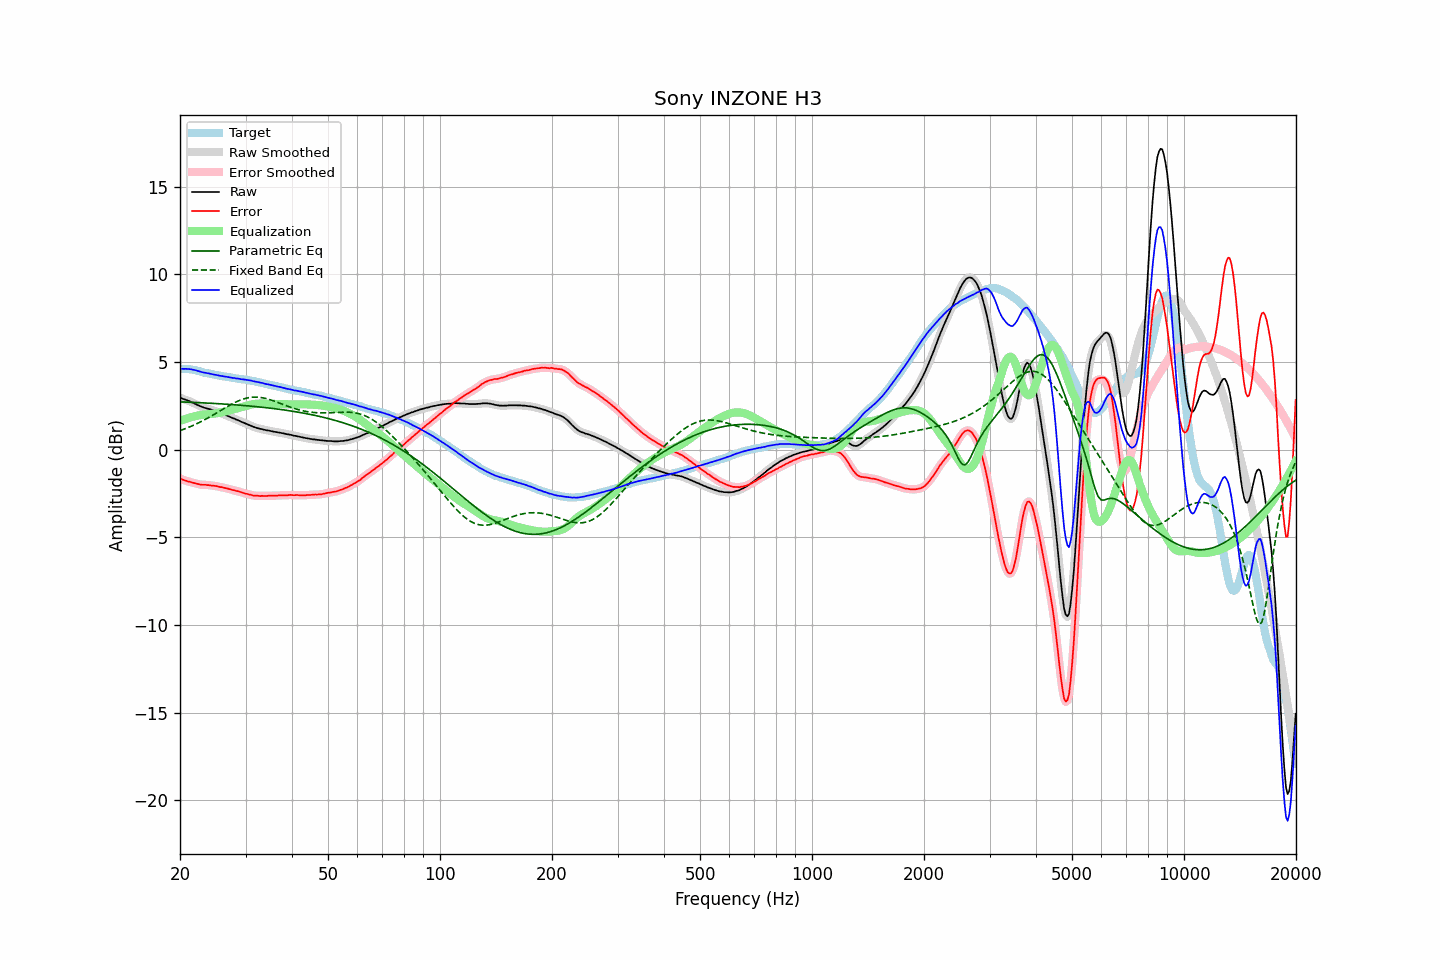 Sony INZONE H3
Target
Raw Smoothed
Error Smoothed
Raw
Error
Equalization
Parametric Eq
Fixed Band Eq
Equalized
Amplitude (dBr)
15
10
5
0
−5
−10
−15
−20
20 50 100 200 500 1000 2000 5000 10000 20000
Frequency (Hz)